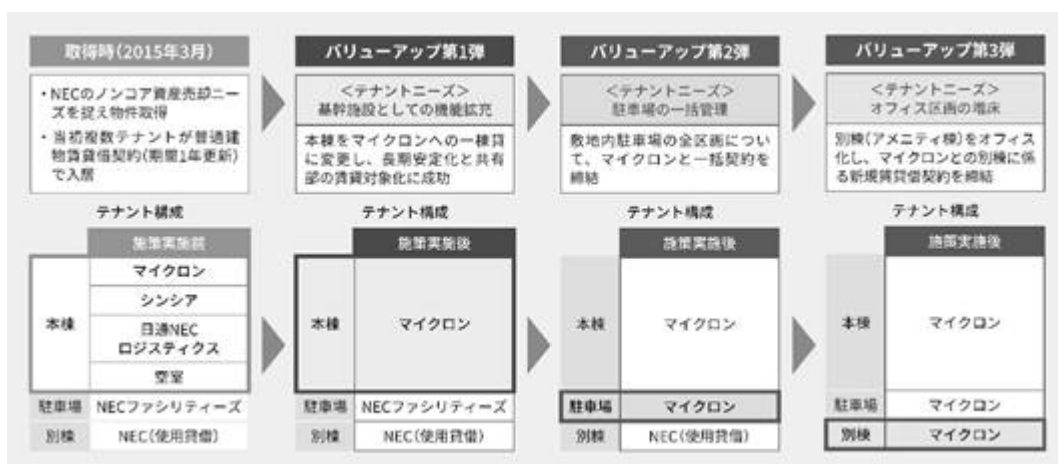 取得時(2015年3月)
・NECのノンコア資産売却ニー
ズを捉え物件取得
・当初複数テナントが普通建
物賃貸借契約(期間1年更新)
で入居
テナント構成
施策実施前
本棟
マイクロン
シンシア
日通NEC
ロジスティクス
空室
駐車場
NECファシリティーズ
別棟
NEC(使用貸借)
バリューアップ第1弾
＜テナントニーズ＞
基幹施設としての機能拡充
本棟をマイクロンへの一棟貸
に変更し、長期安定化と共有
部の賃貸対象化に成功
テナント構成
施策実施後
本棟
マイクロン
駐車場
NECファシリティーズ
別棟
NEC(使用貸借)
バリューアップ第2弾
＜テナントニーズ＞
駐車場の一括管理
敷地内駐車場の全区画につい
て、マイクロンと一括契約を
締結
テナント構成
施策実施後
本棟
マイクロン
駐車場
マイクロン
別棟
NEC(使用貸借)
バリューアップ第3弾
＜テナントニーズ＞
オフィス区画の増床
別棟(アメニティ棟)をオフィス
化し、マイクロンとの別棟に係
る新規賃貸借契約を締結
テナント構成
施策実施後
本棟
マイクロン
駐車場
マイクロン
別棟
マイクロン